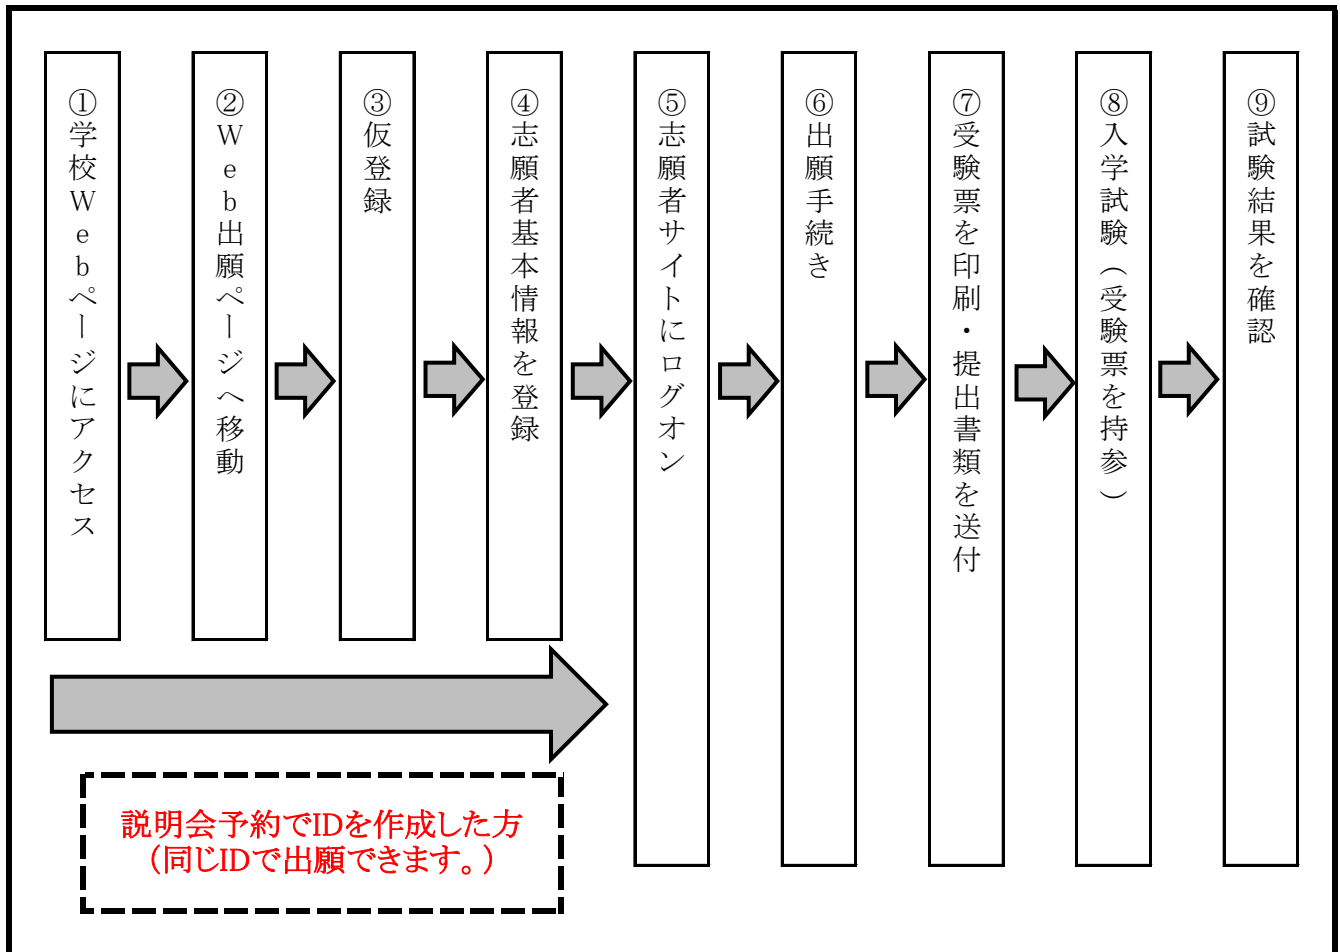 ①学校Webページにアクセス
②Web出願ページへ移動
③仮登録
④志願者基本情報を登録
⑤志願者サイトにログオン
⑥出願手続き
⑦受験票を印刷・提出書類を送付
⑧入学試験（受験票を持参）
⑨試験結果を確認
説明会予約でIDを作成した方
（同じIDで出願できます。）